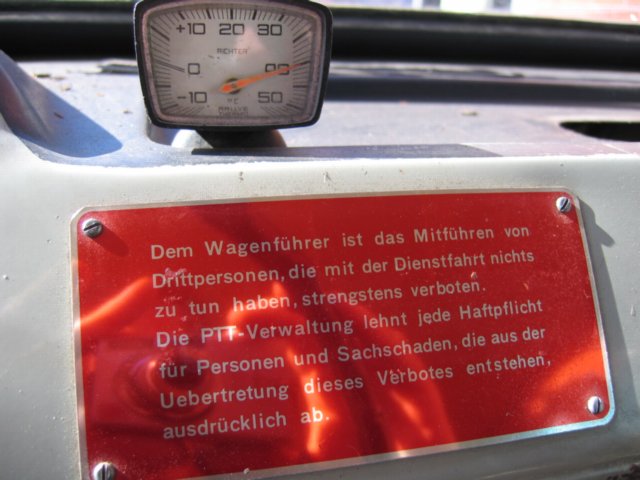 +10 20 30
RICHTER
0
-10 °C 50
Dem Wagenführer ist das Mitführen von
Drittpersonen, die mit der Dienstfahrt nichts
zu tun haben, strengstens verboten.
Die PTT-Verwaltung lehnt jede Haftpflicht
für Personen und Sachschaden, die aus der
Uebertretung dieses Verbotes entstehen,
ausdrücklich ab.